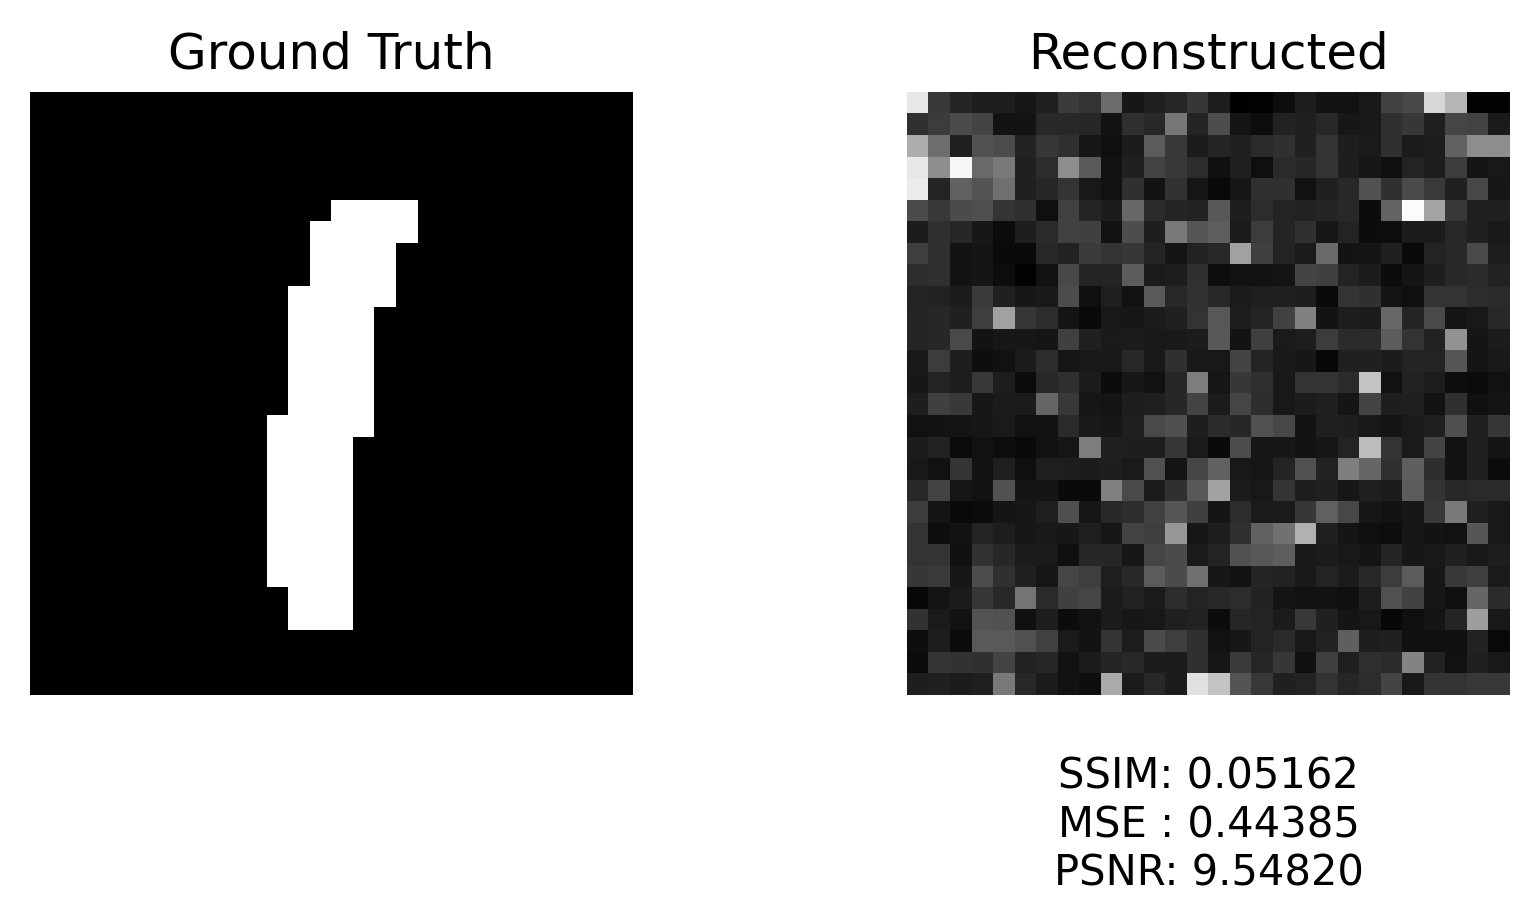 Ground Truth
Reconstructed
SSIM: 0.05162
MSE : 0.44385
PSNR: 9.54820